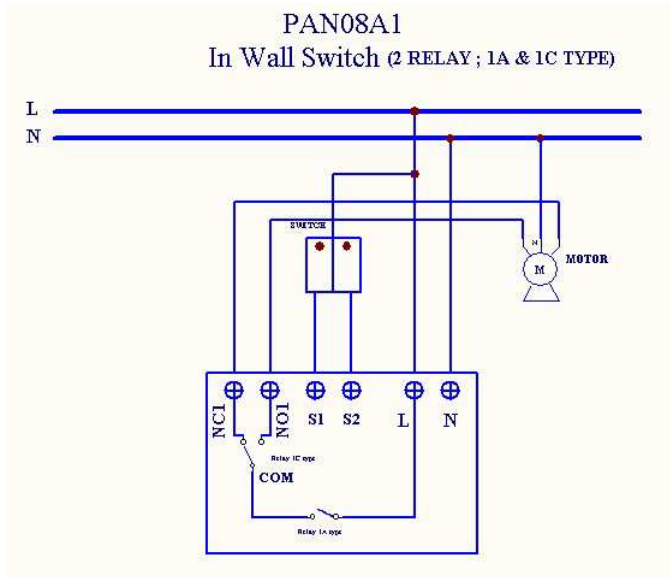 PAN08A1
In Wall Switch (2 RELAY ; 1A & 1C TYPE)
L
N
SWITCH
N
M
MOTOR
NC1
NO1
S1
S2
L
N
Relay 1C type
COM
Relay 1A type